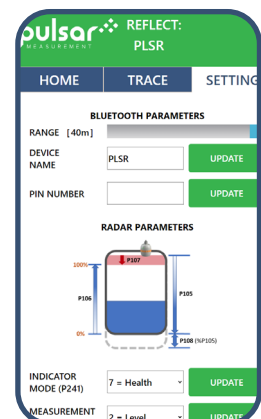 pulsar
MEASUREMENT
REFLECT:
PLSR
HOME TRACE SETTING
BLUETOOTH PARAMETERS
RANGE [40m]
DEVICE
NAME
PLSR
UPDATE
PIN NUMBER
UPDATE
RADAR PARAMETERS
P107
100%
P106
P105
0%
P108 (%P105)
INDICATOR
MODE (P241)
7 = Health
UPDATE
MEASUREMENT
2 = Level
UPDATE